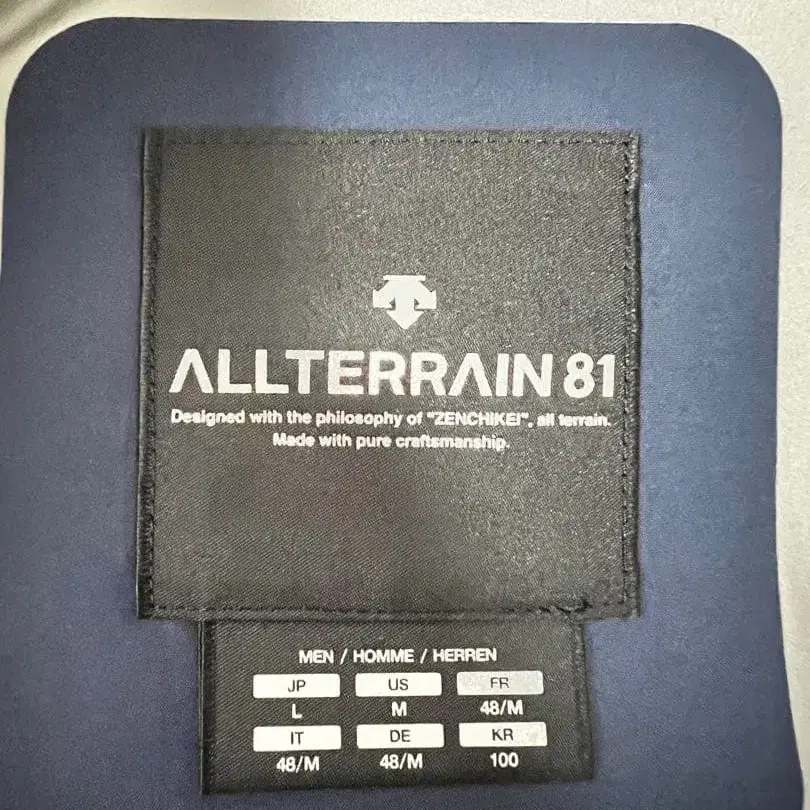 ALLTERRAIN 81
Designed with the philosophy of "ZENCHIKEI", all terrain.
Made with pure craftsmanship.
MEN / HOMME / HERREN
JP US FR
L M 48/M
IT DE KR
48/M 48/M 100